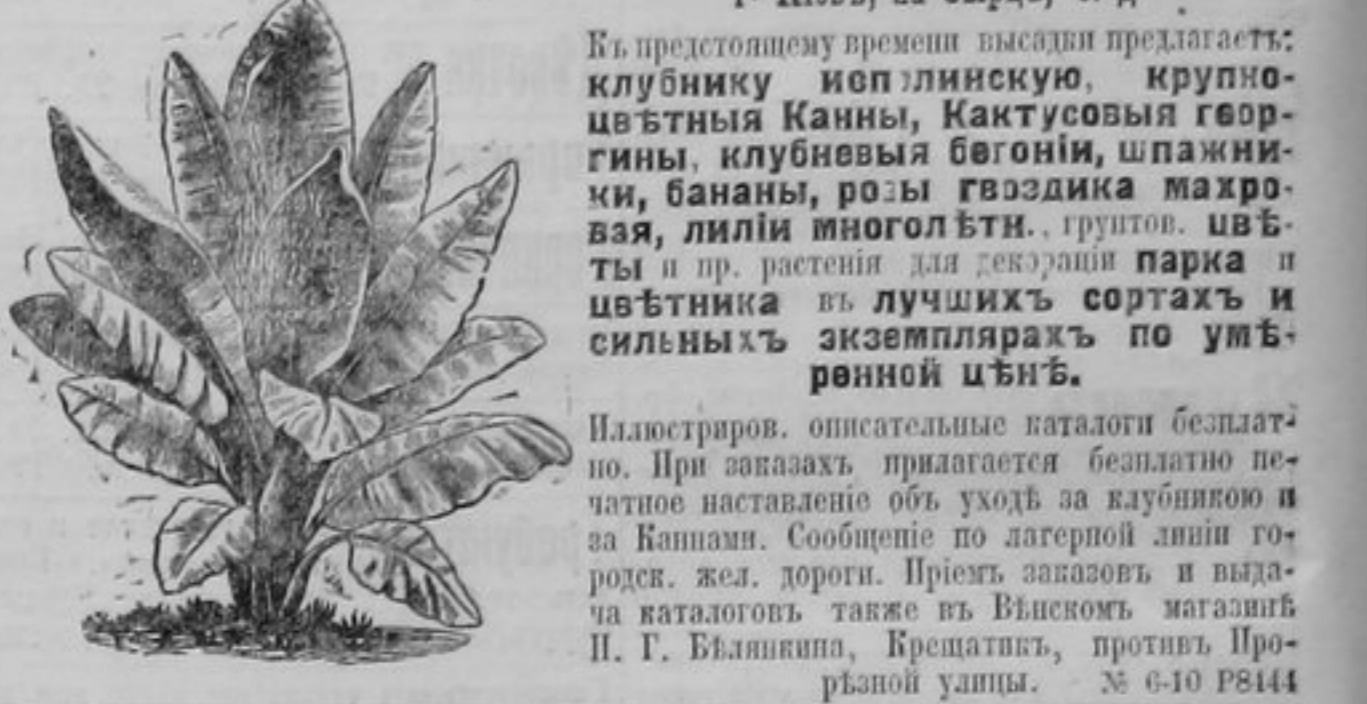 Къ предстоящему времени высадки предлагаетъ:
клубнику исполинскую, крупно-
цвѣтныя Канны, Кактусовыя геор-
гины, клубневыя бегоніи, шпажни-
ки, бананы, розы гвоздика махро-
вая, лиліи многолѣтн., грунтов. цвѣ-
ты и пр. растенія для декораціи парка и
цвѣтника въ лучшихъ сортахъ и
сильныхъ экземплярахъ по умѣ-
ренной цѣнѣ.
Иллюстриров. описательные каталоги безплат-
но. При заказахъ прилагается безплатно пе-
чатное наставленіе объ уходѣ за клубникою и
за Каннами. Сообщеніе по лагерной линіи го-
родск. жел. дороги. Пріемъ заказовъ и выда-
ча каталоговъ также въ Вѣнскомъ магазинѣ
П. Г. Бѣлянкина, Крещатикъ, противъ Про-
рѣзной улицы. № 6-10 Р8144